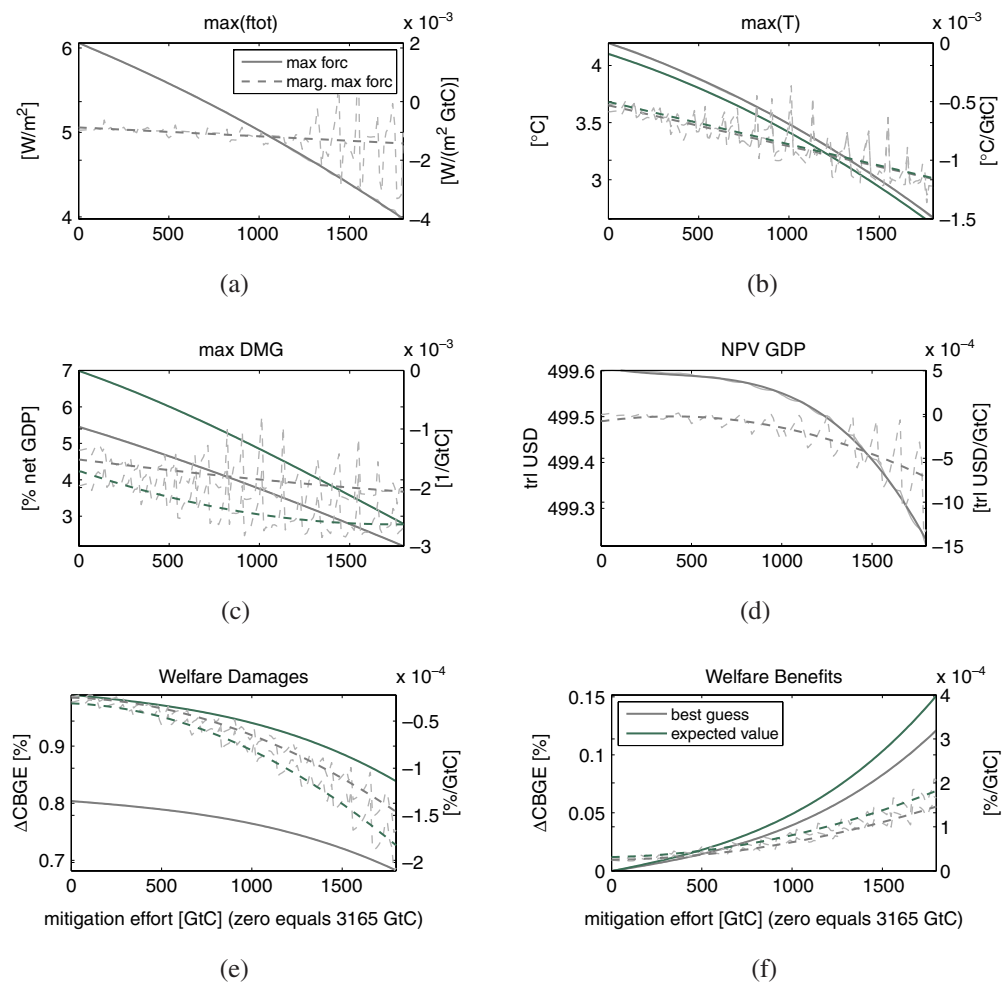 max(ftot)
x 10⁻³
6
5
4
[W/m²]
max forc
marg. max forc
2
0
−2
−4
[W/(m² GtC)]
0 500 1000 1500
(a)
max(T)
x 10⁻³
4
3.5
3
[°C]
0
−0.5
−1
−1.5
[°C/GtC]
0 500 1000 1500
(b)
max DMG
x 10⁻³
7
6
5
4
3
[% net GDP]
0
−1
−2
−3
[1/GtC]
0 500 1000 1500
(c)
NPV GDP
x 10⁻⁴
499.6
499.5
499.4
499.3
trl USD
5
0
−5
−10
−15
[trl USD/GtC]
0 500 1000 1500
(d)
Welfare Damages
x 10⁻⁴
0.9
0.8
0.7
ΔCBGE [%]
−0.5
−1
−1.5
−2
[%/GtC]
0 500 1000 1500
mitigation effort [GtC] (zero equals 3165 GtC)
(e)
Welfare Benefits
x 10⁻⁴
0.15
0.1
0.05
0
ΔCBGE [%]
best guess
expected value
4
3
2
1
0
[%/GtC]
0 500 1000 1500
mitigation effort [GtC] (zero equals 3165 GtC)
(f)